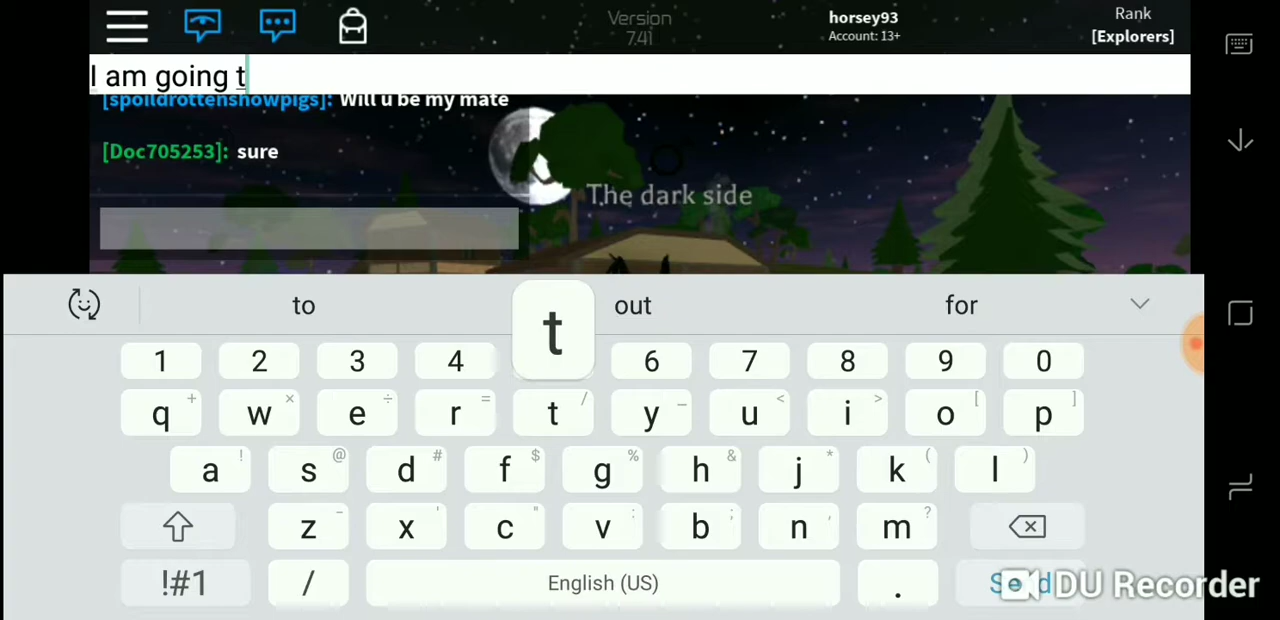 Version
7.41
horsey93
Account: 13+
Rank
[Explorers]
I am going t
[spoildrottenshowpigs]: Will u be my mate
[Doc705253]: sure
The dark side
to out for
t
1 2 3 4 6 7 8 9 0
q + w × e ÷ r = t / y _ u < i > o [ p ]
a ! s @ d # f $ g % h & j * k ( l )
z - x ' c " v : b ; n , m ?
!#1 / English (US) . Send
DU Recorder